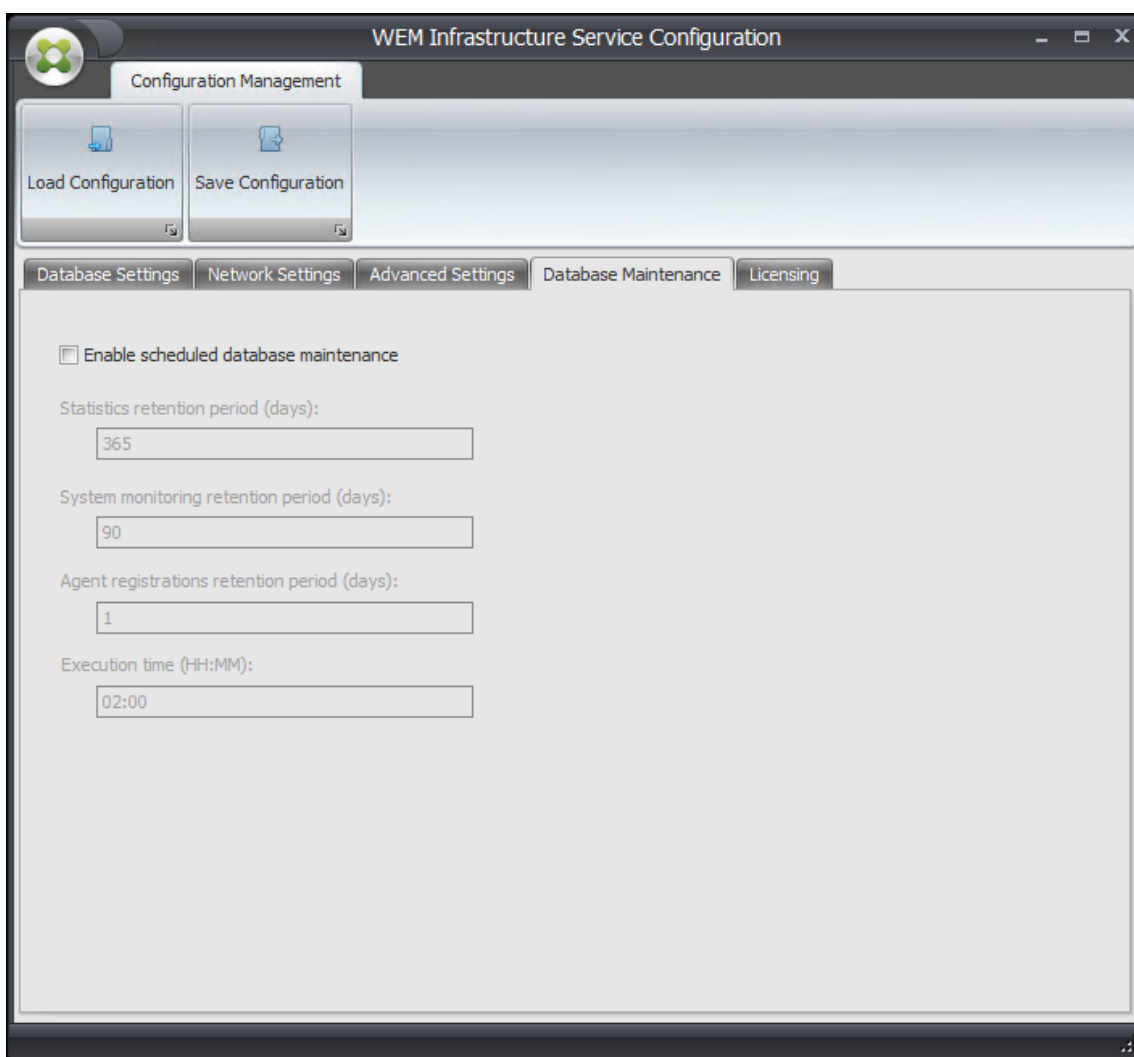 WEM Infrastructure Service Configuration
Configuration Management
Load Configuration
Save Configuration
Database Settings
Network Settings
Advanced Settings
Database Maintenance
Licensing
Enable scheduled database maintenance
Statistics retention period (days):
365
System monitoring retention period (days):
90
Agent registrations retention period (days):
1
Execution time (HH:MM):
02:00